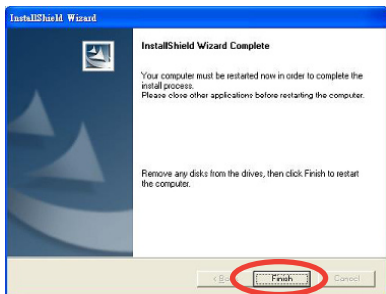 InstallShield Wizard
InstallShield Wizard Complete
Your computer must be restarted now in order to complete the
install process.
Please close other applications before restarting the computer.
Remove any disks from the drives, then click Finish to restart
the computer.
Finish
Cancel